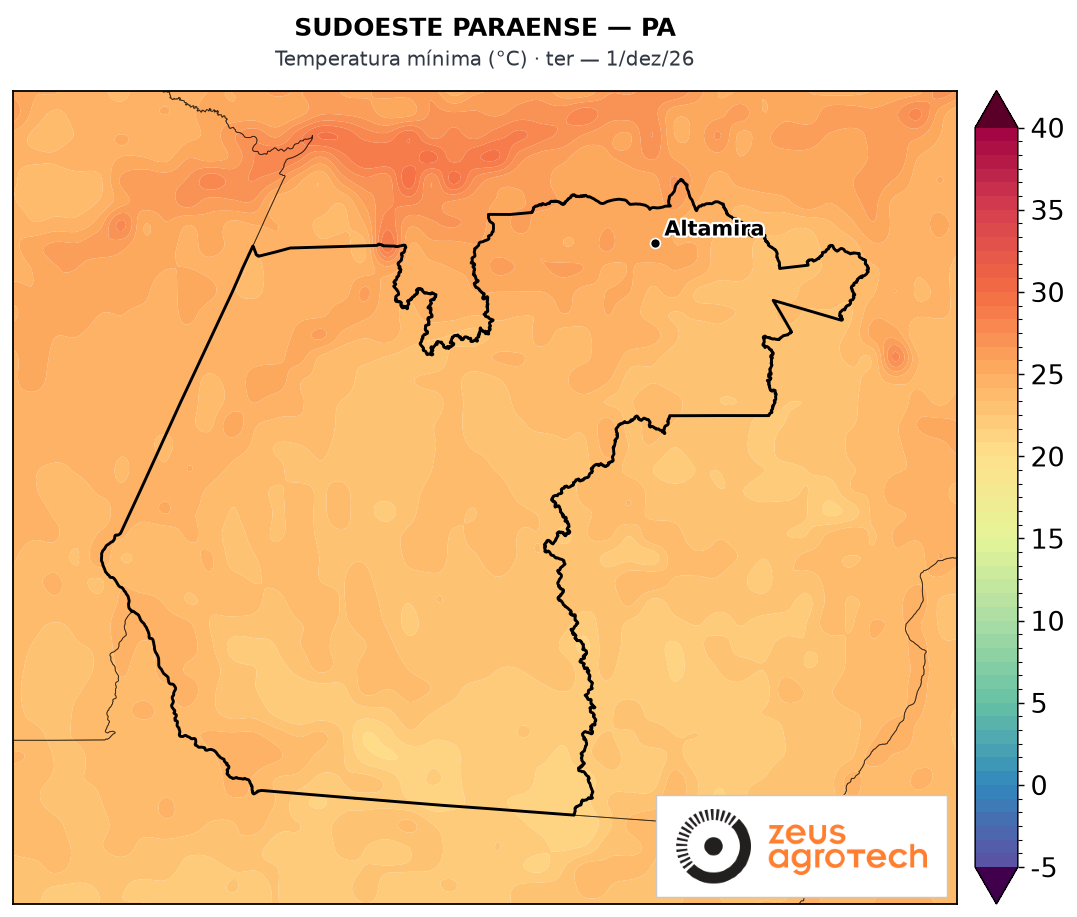 SUDOESTE PARAENSE — PA
Temperatura mínima (°C) · ter — 1/dez/26
Altamira
40
35
30
25
20
15
10
5
0
-5
zeus
agrotech